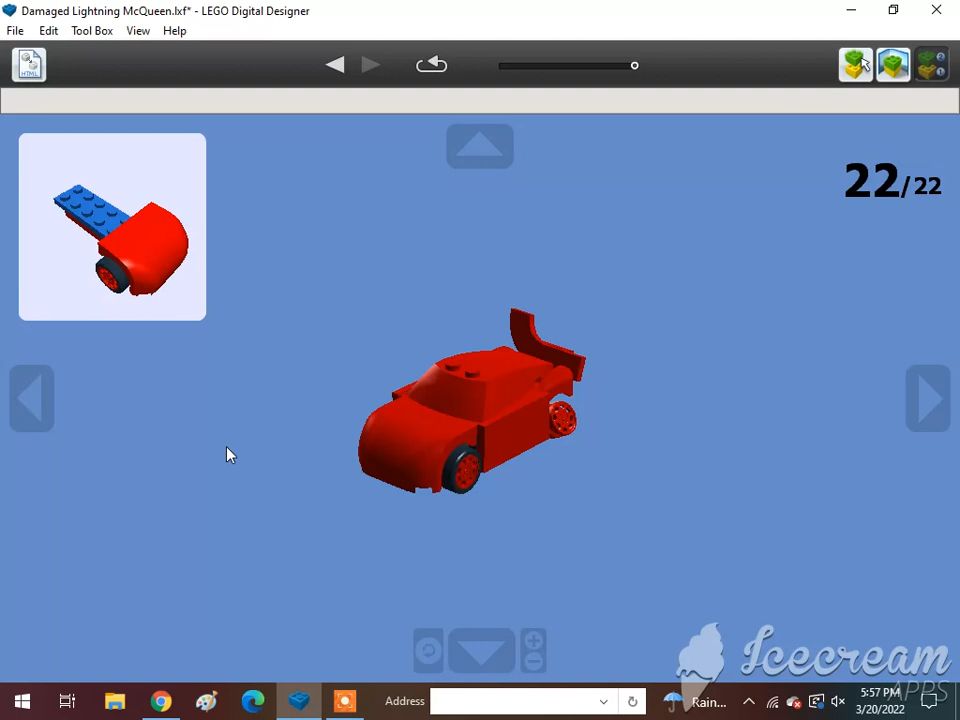 Damaged Lightning McQueen.lxf* - LEGO Digital Designer
File Edit Tool Box View Help
HTML
22/22
Icecream
APPS
Address
Rain...
5:57 PM
3/20/2022